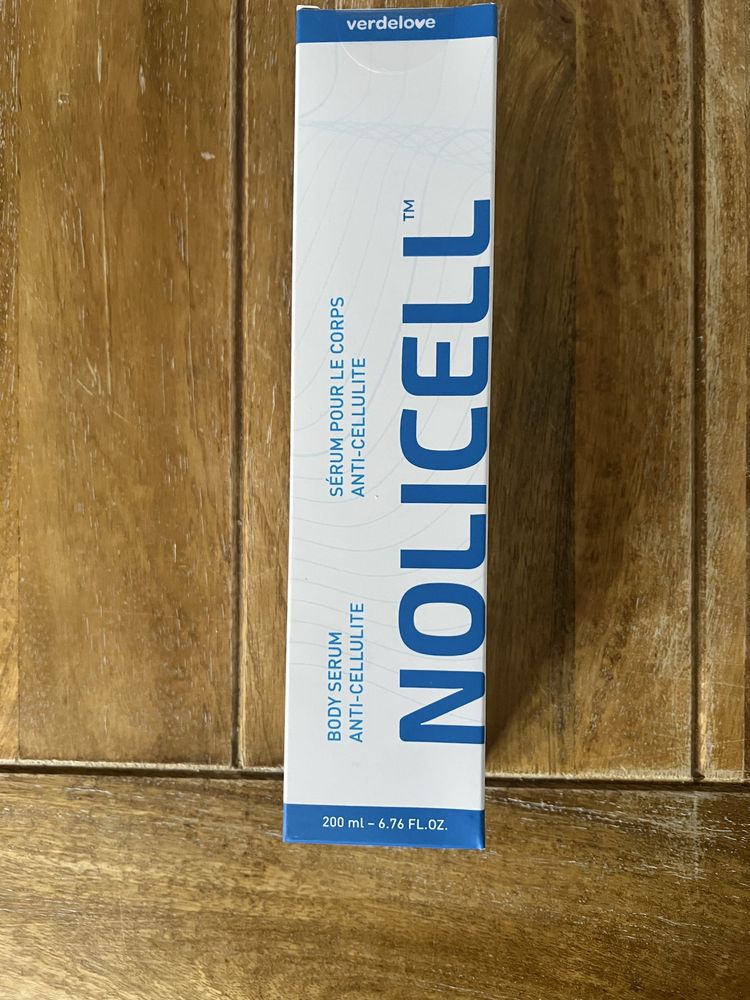 verdelove
NOLICELL™
BODY SERUM
ANTI-CELLULITE
SÉRUM POUR LE CORPS
ANTI-CELLULITE
200 ml – 6.76 FL.OZ.